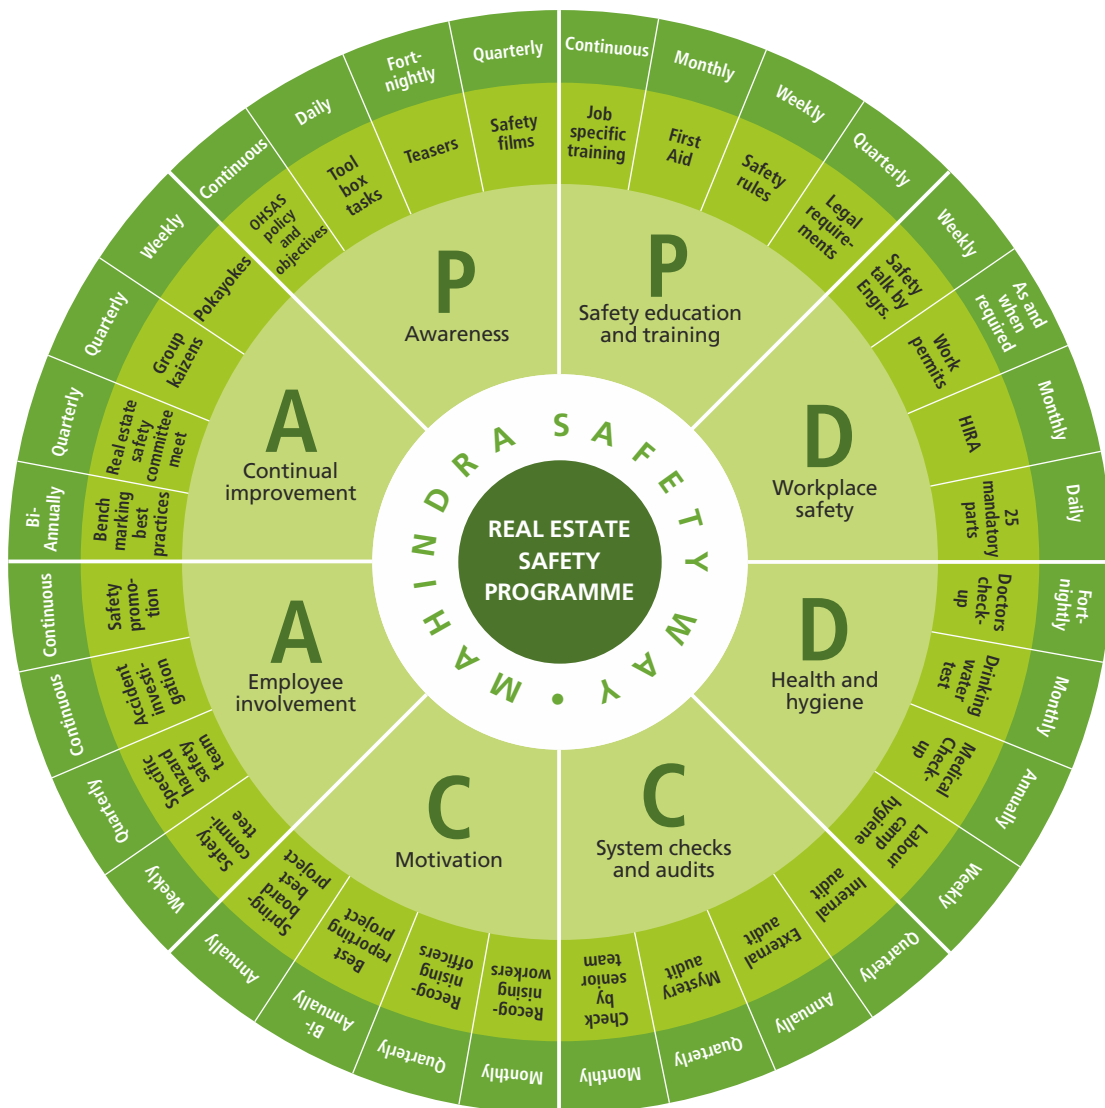 REAL ESTATE
SAFETY
PROGRAMME
MAHINDRA SAFETY WAY •
P
Safety education
and training
Continuous
Job
specific
training
Monthly
First
Aid
Weekly
Safety
rules
Quarterly
Legal
require-
ments
D
Workplace
safety
Weekly
Safety
talk by
Engrs.
As and
when
required
Work
permits
Monthly
HIRA
Daily
25
mandatory
parts
D
Health and
hygiene
Fort-
nightly
Doctors
check-
up
Monthly
Drinking
water
test
Annually
Medical
Check-
up
Weekly
Labour
camp
hygiene
C
System checks
and audits
Quarterly
Internal
audit
Annually
External
audit
Quarterly
Mystery
audit
Monthly
Check
by
senior
team
C
Motivation
Monthly
Recog-
nising
workers
Quarterly
Recog-
nising
officers
Bi-
Annually
Best
reporting
project
Annually
Spring-
board
best
project
A
Employee
involvement
Weekly
Safety
commi-
ttee
Quarterly
Specific
hazard
safety
team
Continuous
Accident
investi-
gation
Continuous
Safety
promo-
tion
A
Continual
improvement
Bi-
Annually
Bench
marking
best
practices
Quarterly
Real estate
safety
committee
meet
Quarterly
Group
kaizens
Weekly
Pokayokes
P
Awareness
Continuous
OHSAS
policy
and
objectives
Daily
Tool
box
tasks
Fort-
nightly
Teasers
Quarterly
Safety
films